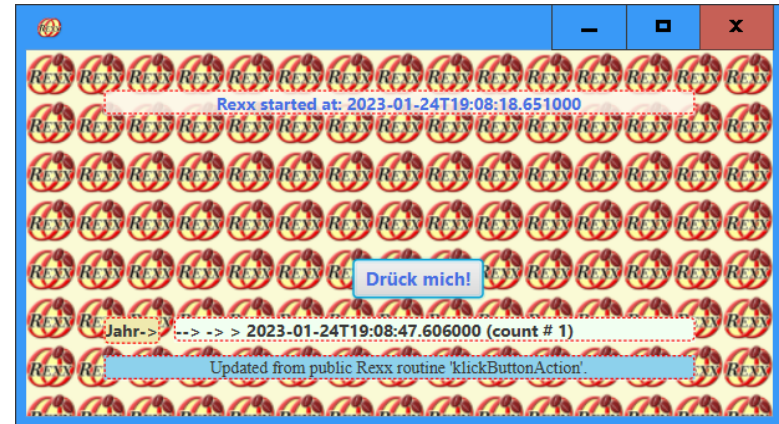 Rexx
Rexx started at: 2023-01-24T19:08:18.651000
Drück mich!
Jahr-> --> -> > 2023-01-24T19:08:47.606000 (count # 1)
Updated from public Rexx routine 'klickButtonAction'.